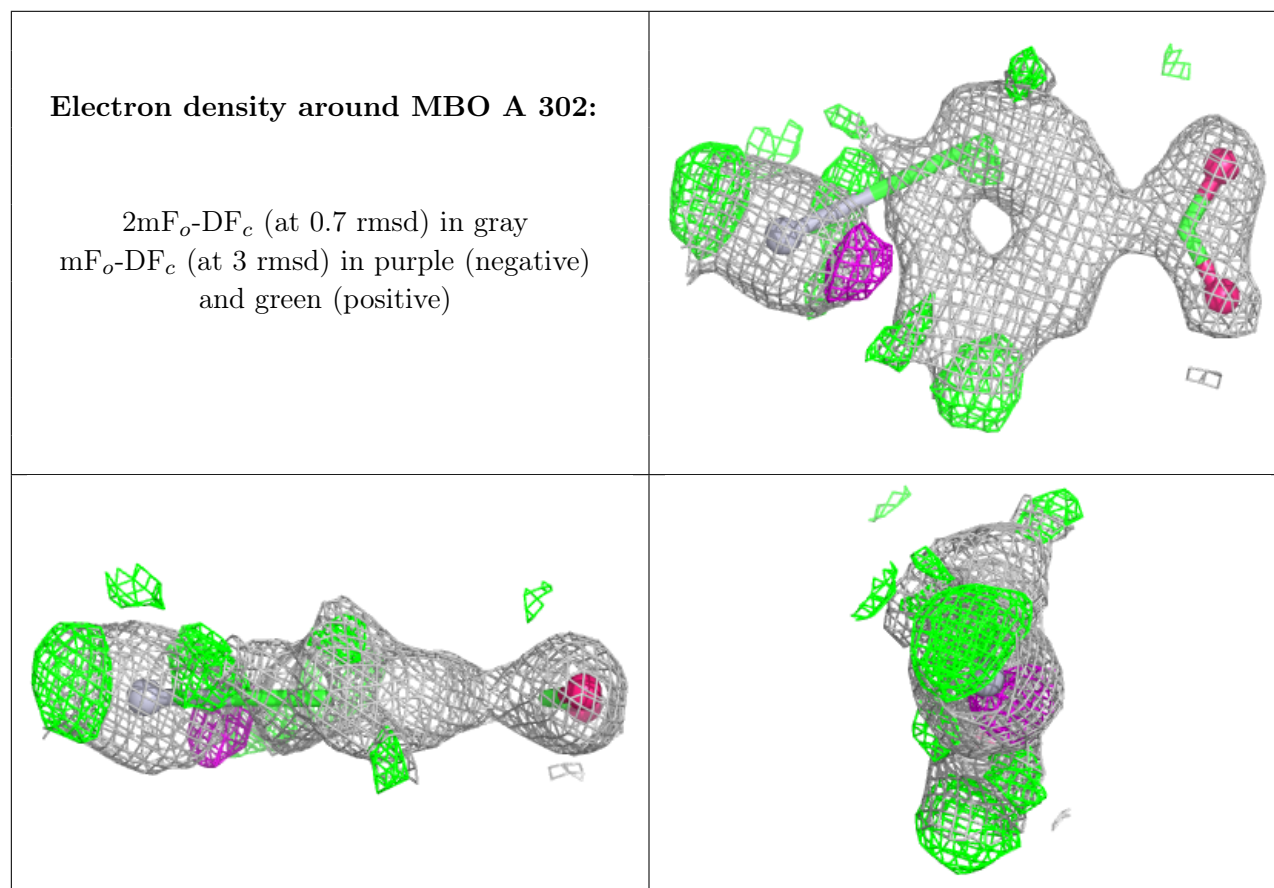 Electron density around MBO A 302:
2mFo-DFc (at 0.7 rmsd) in gray
mFo-DFc (at 3 rmsd) in purple (negative)
and green (positive)